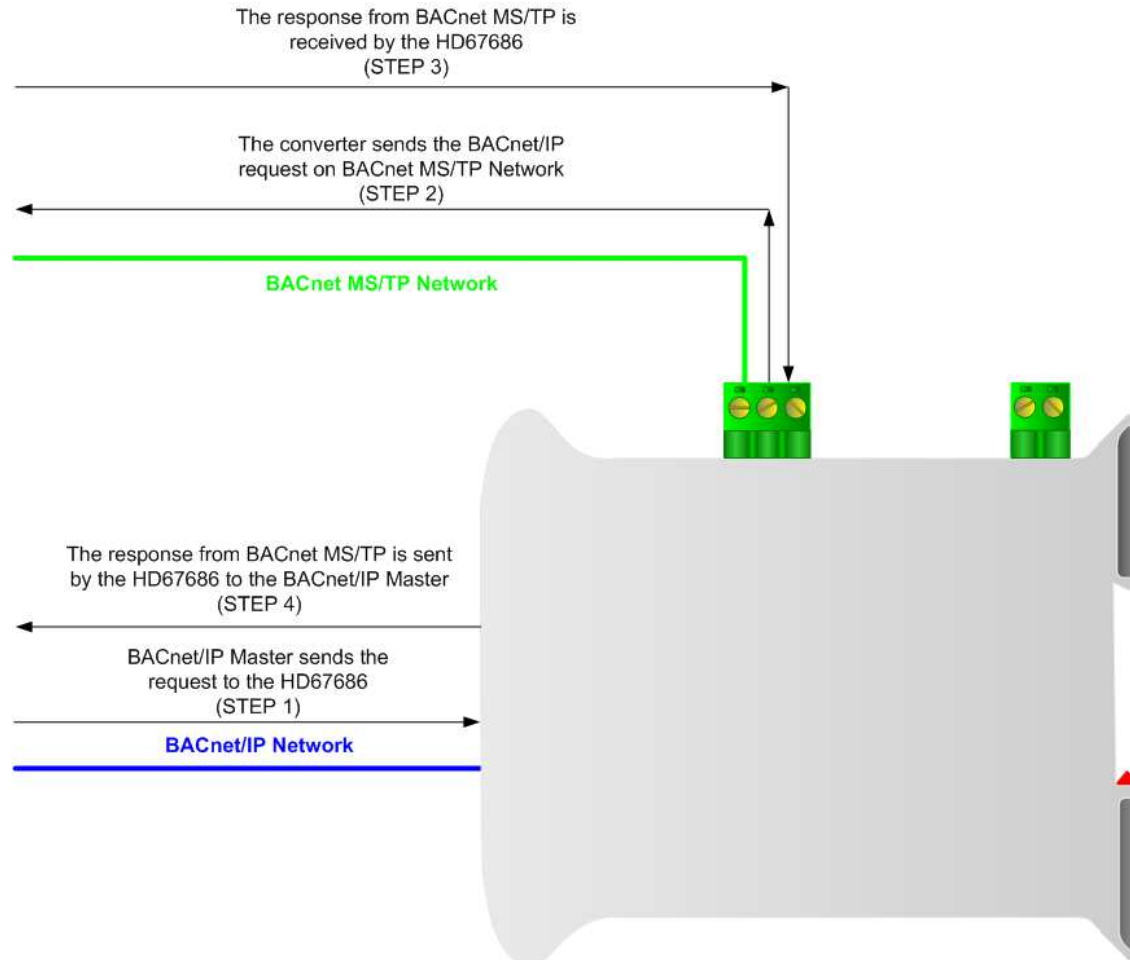 The response from BACnet MS/TP is
received by the HD67686
(STEP 3)
The converter sends the BACnet/IP
request on BACnet MS/TP Network
(STEP 2)
BACnet MS/TP Network
The response from BACnet MS/TP is sent
by the HD67686 to the BACnet/IP Master
(STEP 4)
BACnet/IP Master sends the
request to the HD67686
(STEP 1)
BACnet/IP Network